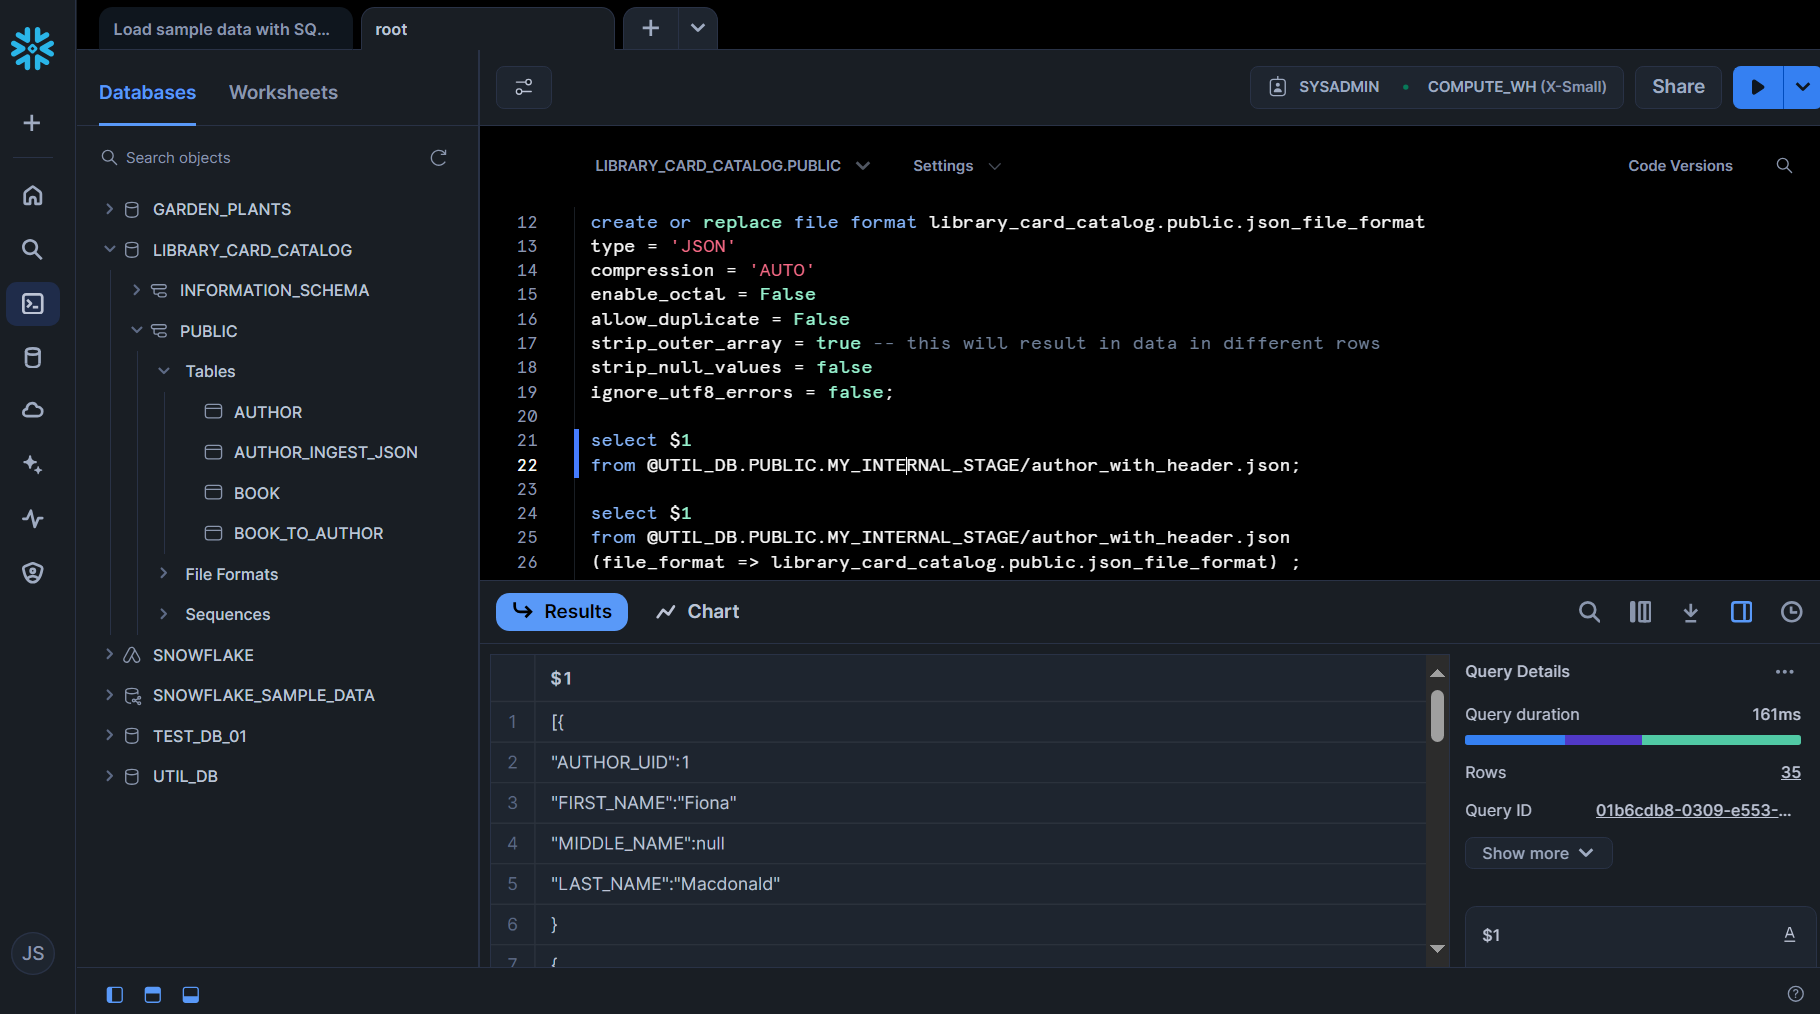 Load sample data with SQ...
root
Databases
Worksheets
SYSADMIN
COMPUTE_WH (X-Small)
Share
Search objects
LIBRARY_CARD_CATALOG.PUBLIC
Settings
Code Versions
GARDEN_PLANTS
LIBRARY_CARD_CATALOG
INFORMATION_SCHEMA
PUBLIC
Tables
AUTHOR
AUTHOR_INGEST_JSON
BOOK
BOOK_TO_AUTHOR
File Formats
Sequences
SNOWFLAKE
SNOWFLAKE_SAMPLE_DATA
TEST_DB_01
UTIL_DB
JS
12 create or replace file format library_card_catalog.public.json_file_format
13 type = 'JSON'
14 compression = 'AUTO'
15 enable_octal = False
16 allow_duplicate = False
17 strip_outer_array = true -- this will result in data in different rows
18 strip_null_values = false
19 ignore_utf8_errors = false;
20
21 select $1
22 from @UTIL_DB.PUBLIC.MY_INTERNAL_STAGE/author_with_header.json;
23
24 select $1
25 from @UTIL_DB.PUBLIC.MY_INTERNAL_STAGE/author_with_header.json
26 (file_format => library_card_catalog.public.json_file_format) ;
Results
Chart
$1
1 [{
2 "AUTHOR_UID":1
3 "FIRST_NAME":"Fiona"
4 "MIDDLE_NAME":null
5 "LAST_NAME":"Macdonald"
6 }
7 {
Query Details
Query duration 161ms
Rows 35
Query ID 01b6cdb8-0309-e553-...
Show more
$1 A